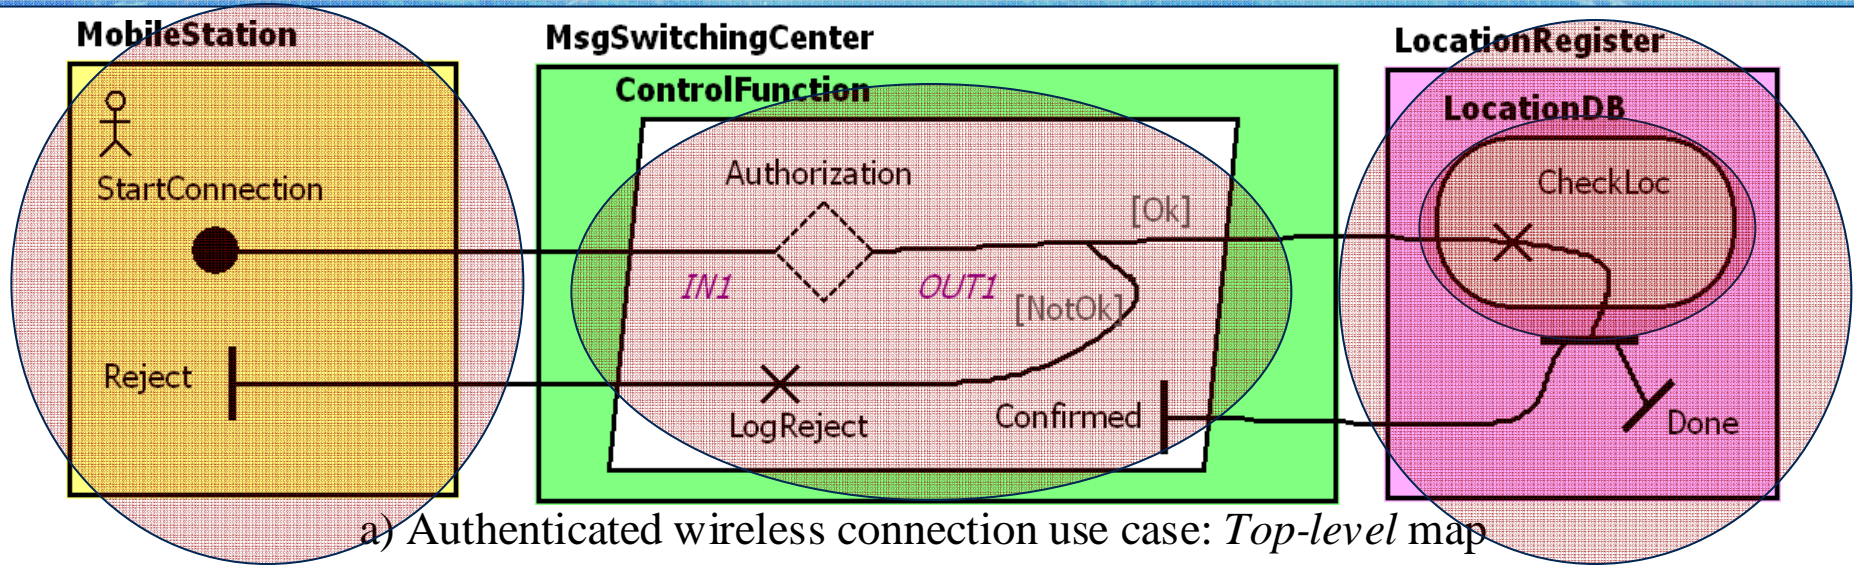 MobileStation
MsgSwitchingCenter
LocationRegister
ControlFunction
LocationDB
Authorization
StartConnection
CheckLoc
[Ok]
IN1
OUT1
[NotOk]
Reject
LogReject
Confirmed
Done
a) Authenticated wireless connection use case: Top-level map